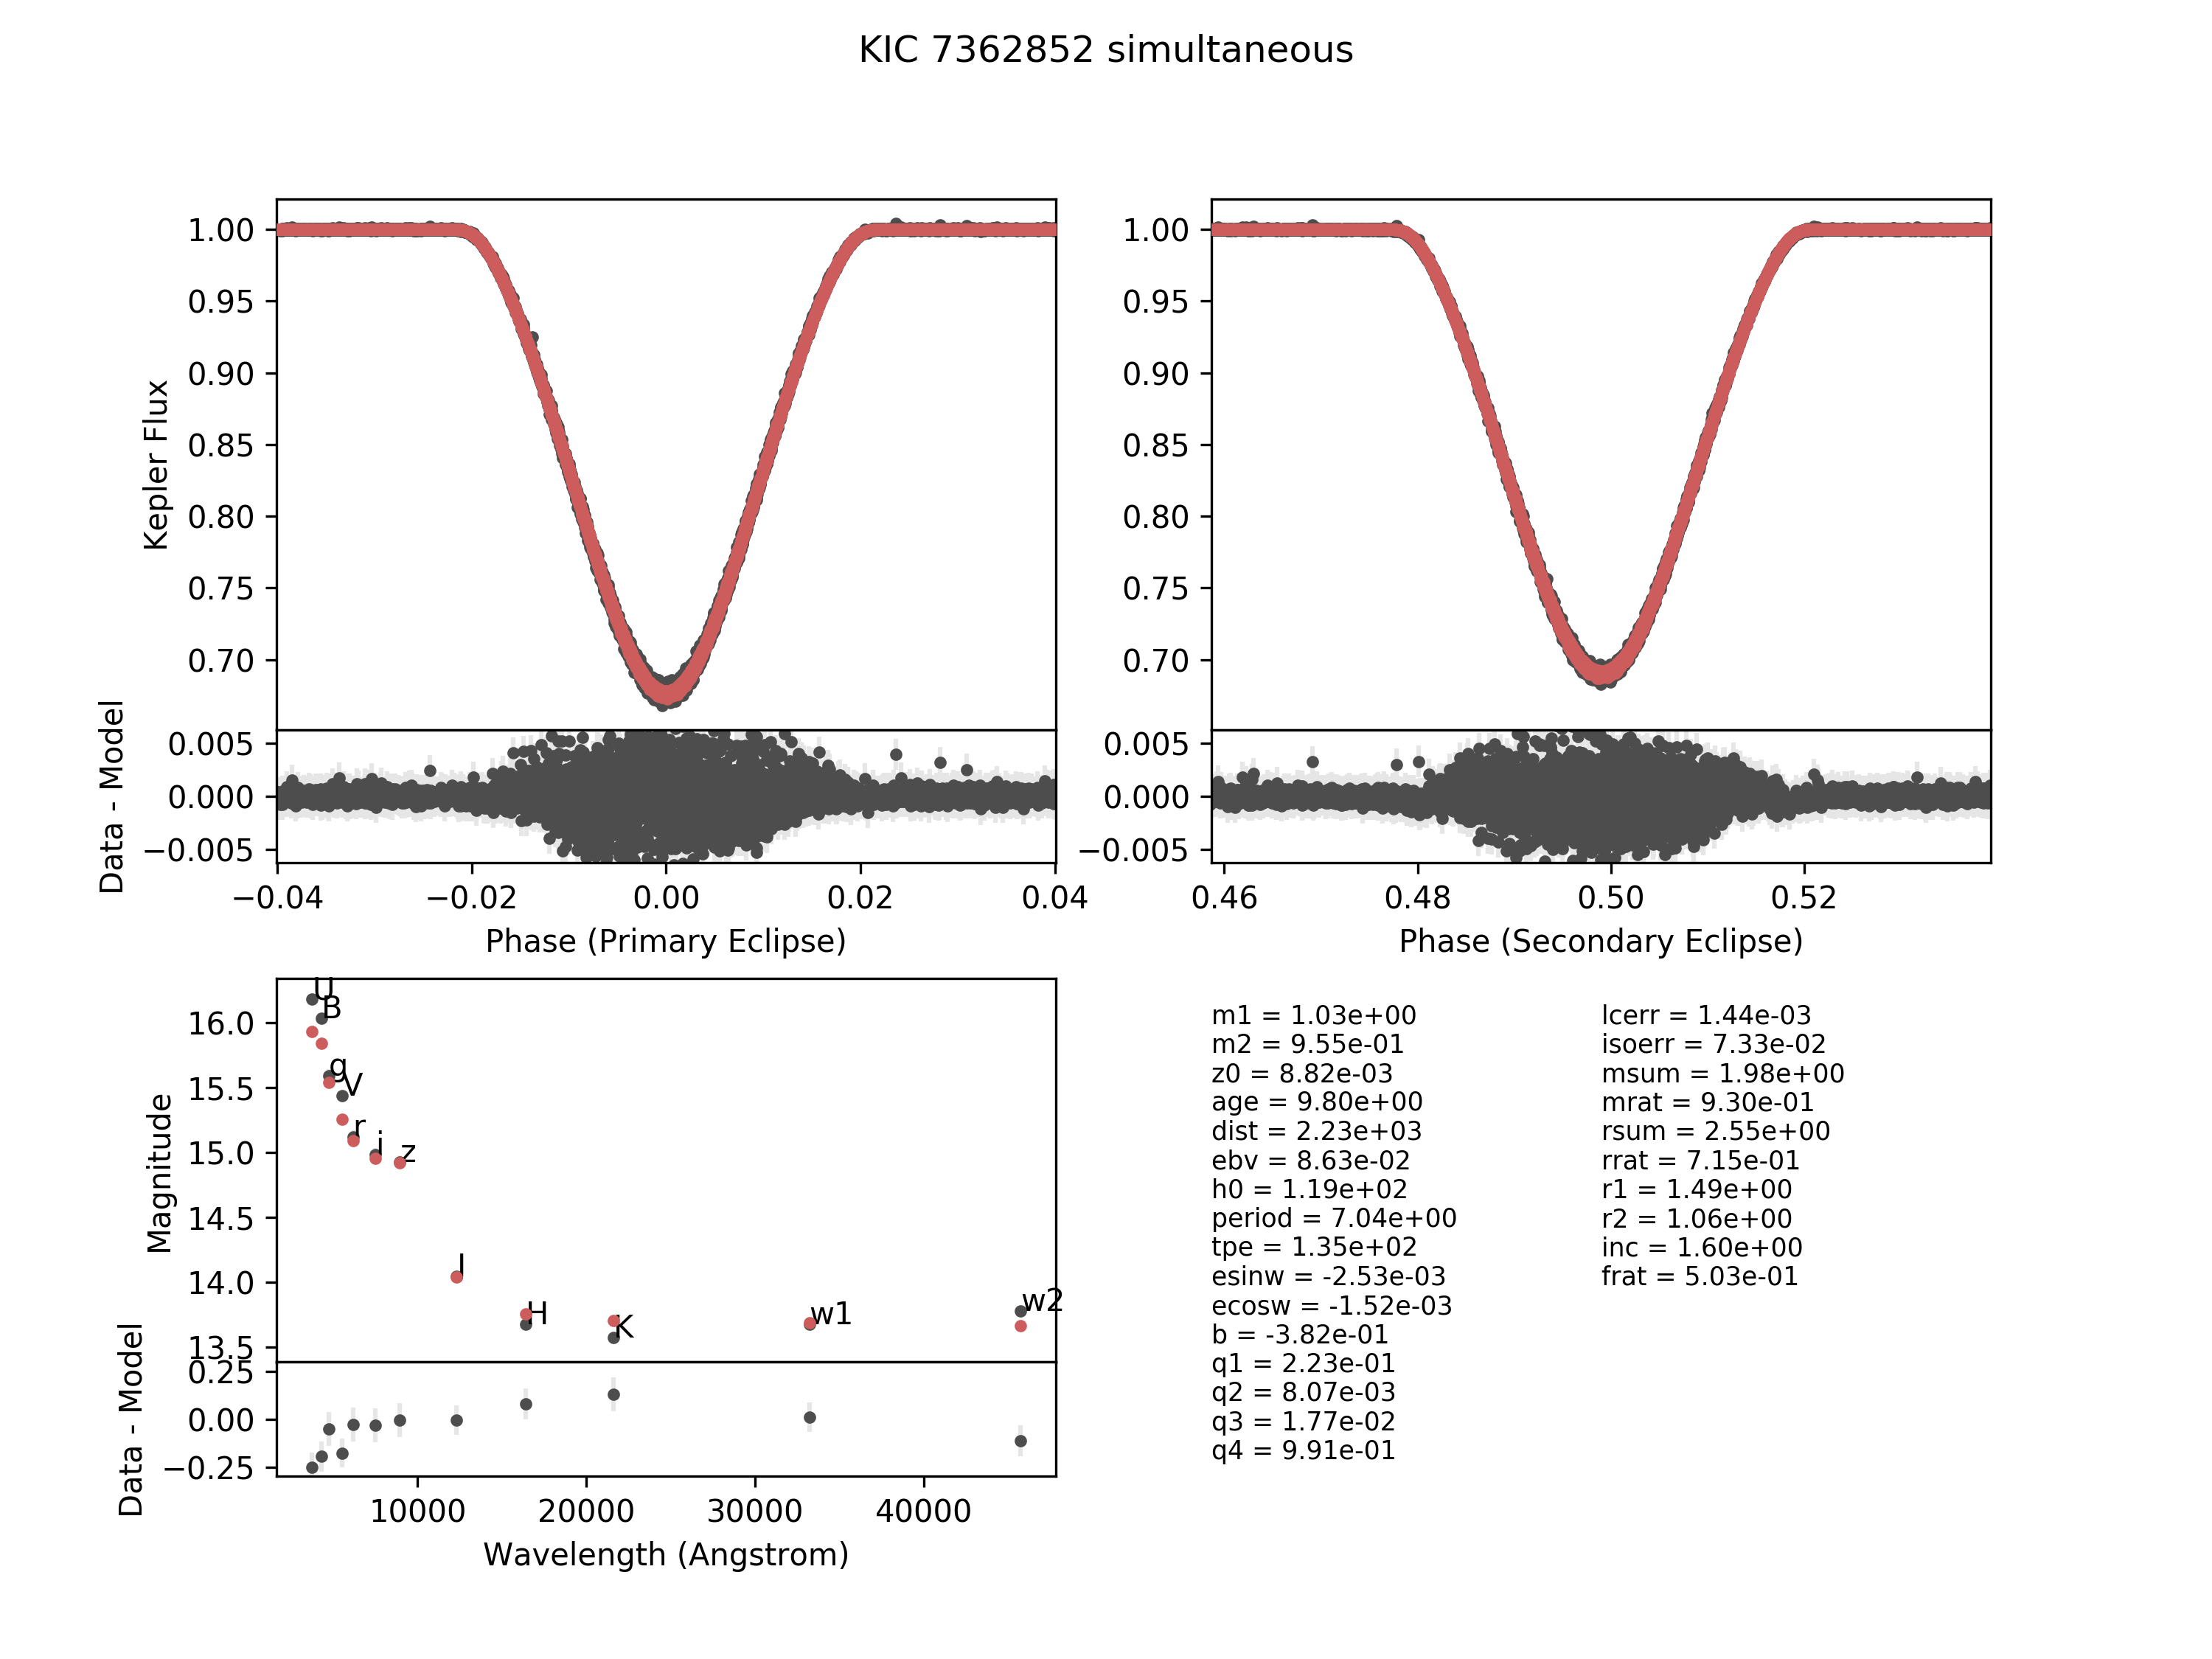 KIC 7362852 simultaneous
Kepler Flux
1.00
0.95
0.90
0.85
0.80
0.75
0.70
1.00
0.95
0.90
0.85
0.80
0.75
0.70
Data - Model
0.005
0.000
−0.005
0.005
0.000
−0.005
−0.04 −0.02 0.00 0.02 0.04
0.46 0.48 0.50 0.52
Phase (Primary Eclipse)
Phase (Secondary Eclipse)
Magnitude
16.0
15.5
15.0
14.5
14.0
13.5
U
B
g
V
r
i
z
J
H
K
w1
w2
Data - Model
0.25
0.00
−0.25
10000 20000 30000 40000
Wavelength (Angstrom)
m1 = 1.03e+00
m2 = 9.55e-01
z0 = 8.82e-03
age = 9.80e+00
dist = 2.23e+03
ebv = 8.63e-02
h0 = 1.19e+02
period = 7.04e+00
tpe = 1.35e+02
esinw = -2.53e-03
ecosw = -1.52e-03
b = -3.82e-01
q1 = 2.23e-01
q2 = 8.07e-03
q3 = 1.77e-02
q4 = 9.91e-01
lcerr = 1.44e-03
isoerr = 7.33e-02
msum = 1.98e+00
mrat = 9.30e-01
rsum = 2.55e+00
rrat = 7.15e-01
r1 = 1.49e+00
r2 = 1.06e+00
inc = 1.60e+00
frat = 5.03e-01